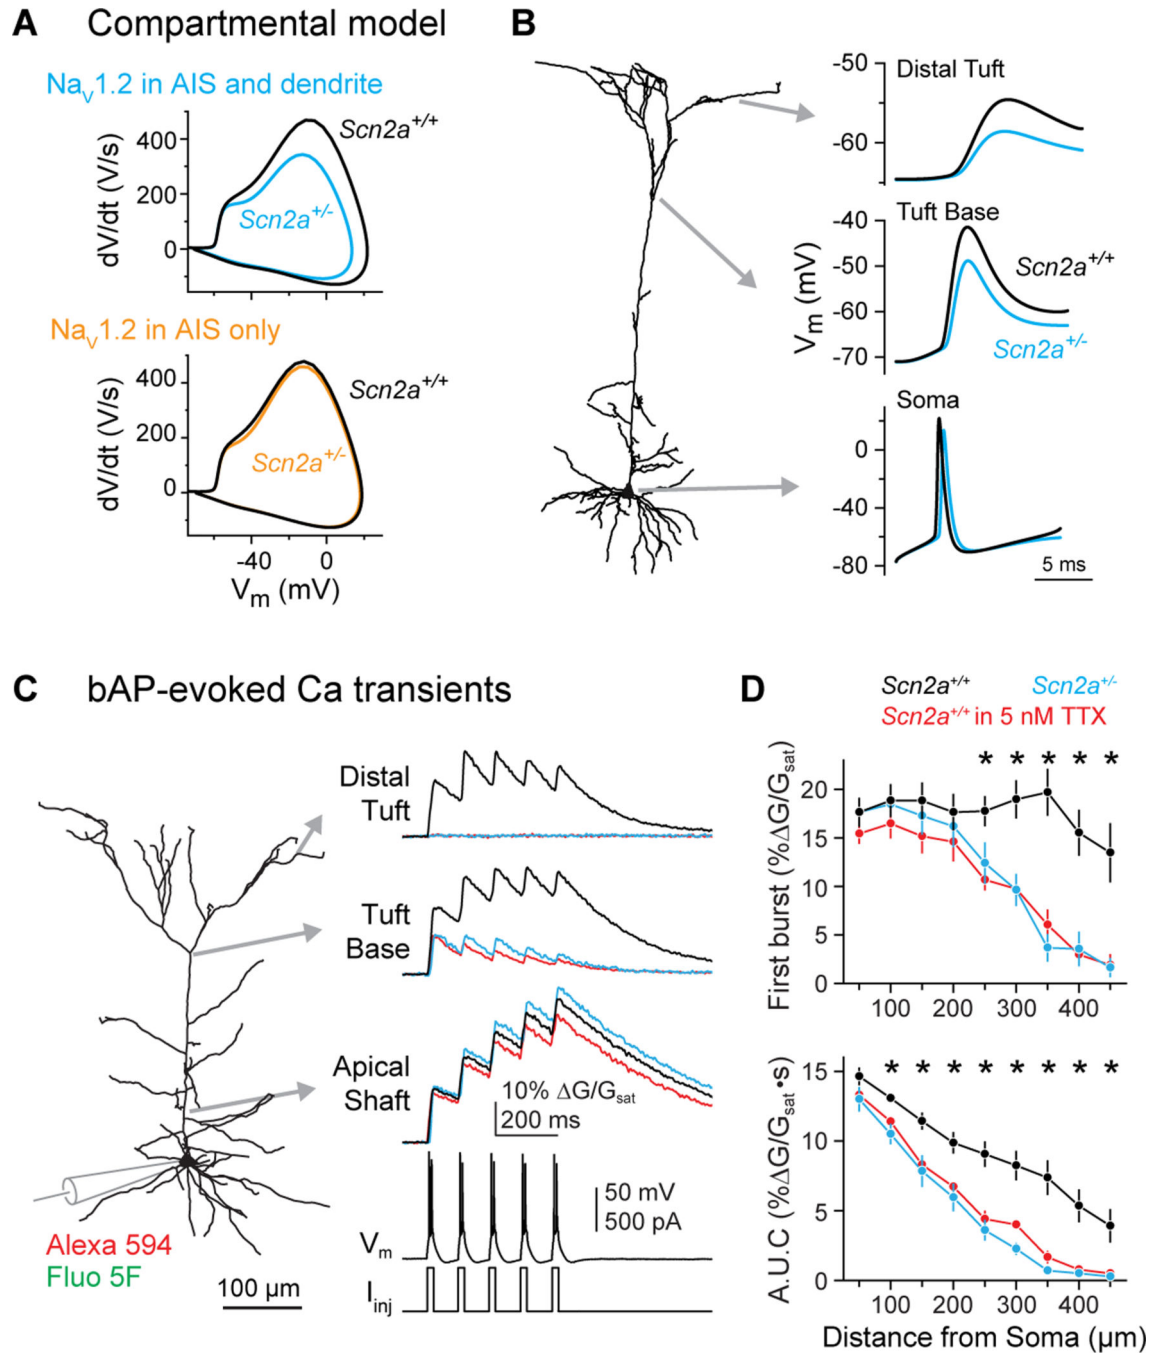 A Compartmental model
NaV1.2 in AIS and dendrite
dV/dt (V/s)
400
200
0
Scn2a+/+
Scn2a+/-
NaV1.2 in AIS only
dV/dt (V/s)
400
200
0
Scn2a+/+
Scn2a+/-
-40 0
Vm (mV)
B
-50
-60
Distal Tuft
Vm (mV)
-40
-50
-60
-70
Tuft Base
Scn2a+/+
Scn2a+/-
Soma
0
-40
-80
5 ms
C bAP-evoked Ca transients
Distal
Tuft
Tuft
Base
Apical
Shaft
10% ΔG/Gsat
200 ms
50 mV
500 pA
Vm
Iinj
Alexa 594
Fluo 5F
100 µm
D
Scn2a+/+ Scn2a+/-
Scn2a+/+ in 5 nM TTX
First burst (%ΔG/Gsat)
* * * * *
20
15
10
5
0
100 200 300 400
A.U.C (%ΔG/Gsat•s)
* * * * * * * *
15
10
5
0
100 200 300 400
Distance from Soma (µm)